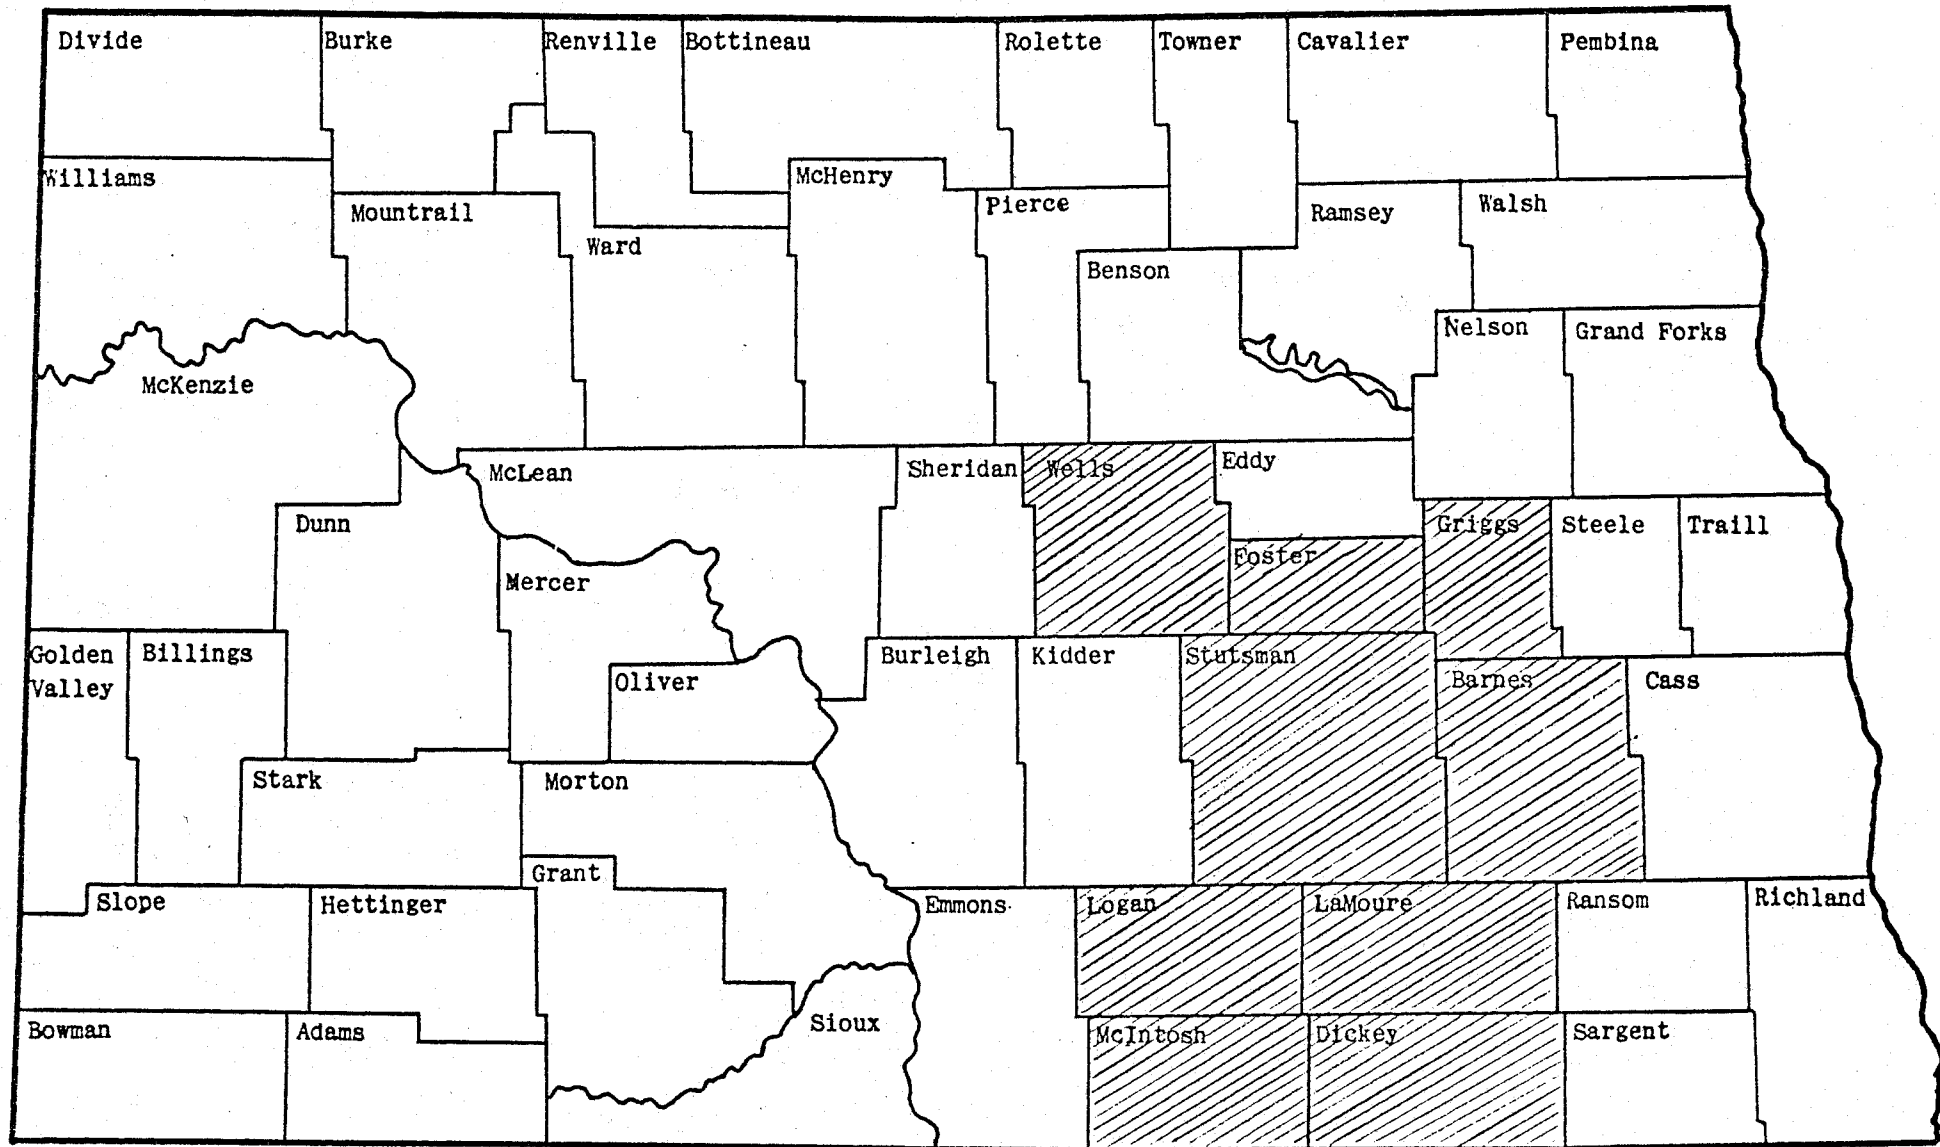 Divide
Burke
Renville
Bottineau
Rolette
Towner
Cavalier
Pembina
Williams
Mountrail
Ward
McHenry
Pierce
Benson
Ramsey
Walsh
McKenzie
Nelson
Grand Forks
Dunn
McLean
Mercer
Sheridan
Wells
Eddy
Foster
Griggs
Steele
Traill
Golden
Valley
Billings
Oliver
Burleigh
Kidder
Stutsman
Barnes
Cass
Stark
Morton
Grant
Slope
Hettinger
Emmons
Logan
LaMoure
Ransom
Richland
Bowman
Adams
Sioux
McIntosh
Dickey
Sargent